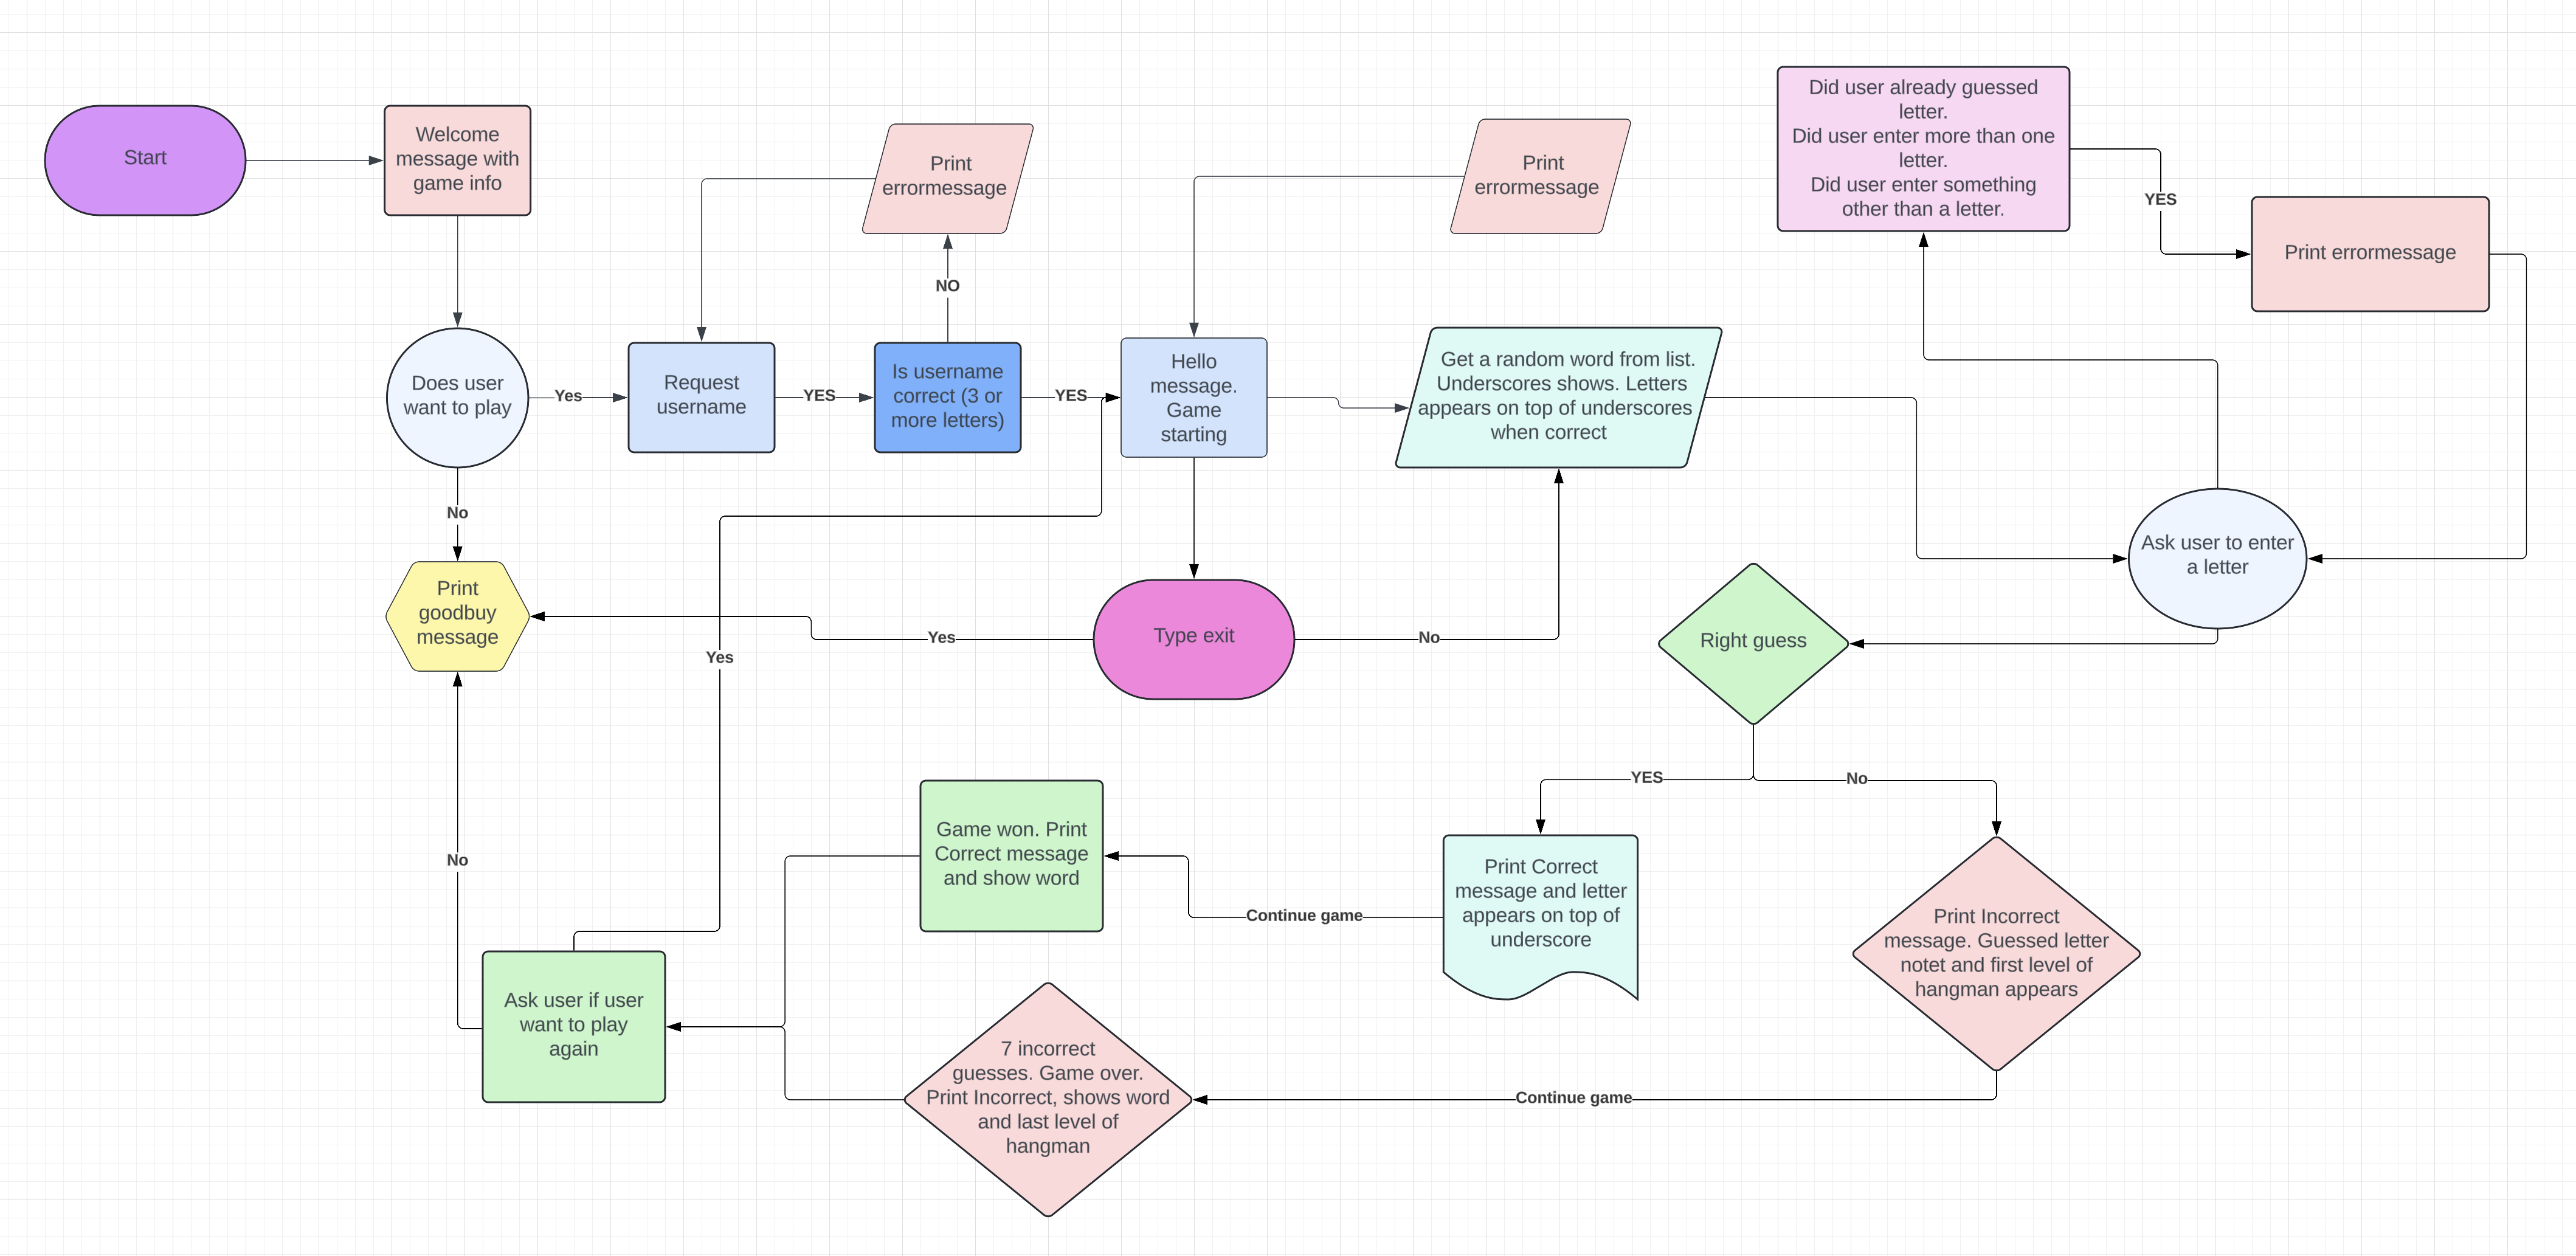 Start
Welcome
message with
game info
Print
errormessage
Print
errormessage
Did user already guessed
letter.
Did user enter more than one
letter.
Did user enter something
other than a letter.
YES
Print errormessage
NO
Does user
want to play
Yes
Request
username
YES
Is username
correct (3 or
more letters)
YES
Hello
message.
Game
starting
Get a random word from list.
Underscores shows. Letters
appears on top of underscores
when correct
No
Ask user to enter
a letter
Print
goodbuy
message
Yes
Yes
Type exit
No
Right guess
YES
No
Game won. Print
Correct message
and show word
Continue game
Print Correct
message and letter
appears on top of
underscore
Print Incorrect
message. Guessed letter
notet and first level of
hangman appears
No
Ask user if user
want to play
again
7 incorrect
guesses. Game over.
Print Incorrect, shows word
and last level of
hangman
Continue game